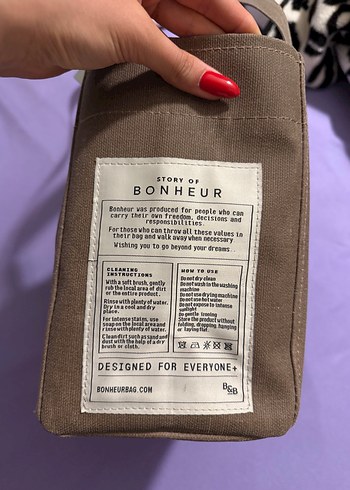 STORY OF
BONHEUR
Bonheur was produced for people who can
carry their own freedom, decisions and
responsibilities.
For those who can throw all these values in
their bag and walk away when necessary
Wishing you to go beyond your dreams..
CLEANING
INSTRUCTIONS
With a soft brush, gently
rub the local area of dirt
or the entire product.
Rinse with plenty of water.
Dry in a cool and dry
place.
For intense stains, use
soap on the local area and
rinse with plenty of water.
Clean dirt such as sand and
dust with the help of a dry
brush or cloth.
HOW TO USE
Do not dry clean
Do not wash in the washing
machine
Do not use drying machine
Do not use hot water
Do not expose to intense
sunlight
Do gentle ironing
Store the product without
folding, dropping, hanging
or laying flat.
DESIGNED FOR EVERYONE+
BONHEURBAG.COM
B&B